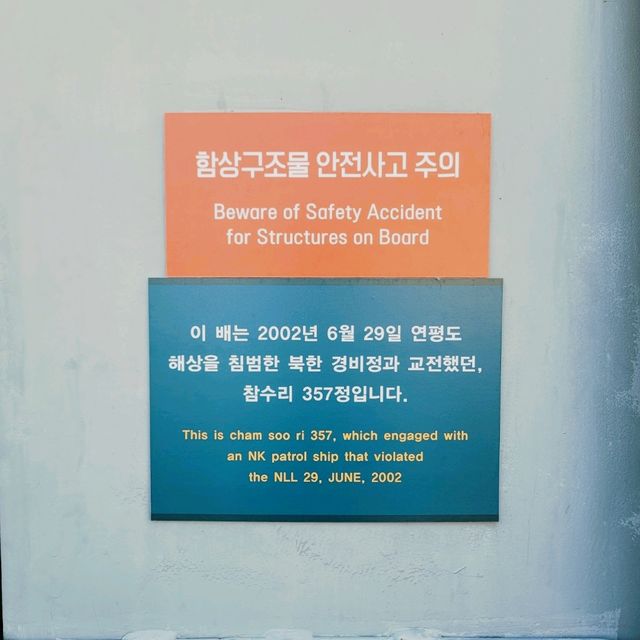 함상구조물 안전사고 주의
Beware of Safety Accident
for Structures on Board
이 배는 2002년 6월 29일 연평도
해상을 침범한 북한 경비정과 교전했던,
참수리 357정입니다.
This is cham soo ri 357, which engaged with
an NK patrol ship that violated
the NLL 29, JUNE, 2002